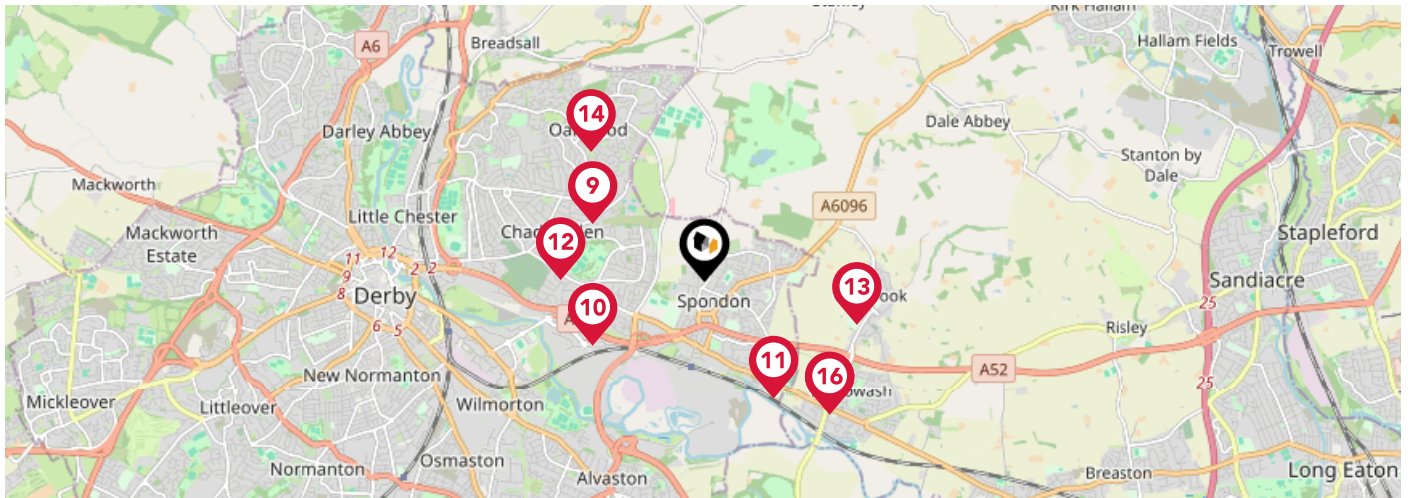 Kirk Hallam
A6
Breadsall
Hallam Fields
Trowell
14
Darley Abbey
Dale Abbey
Stanton by
Dale
Mackworth
9
A6096
Little Chester
Mackworth
Estate
12
Stapleford
12
11
2
2
9
8
Derby
Spondon
13
Sandiacre
10
25
6
5
Risley
11
16
A52
New Normanton
25
Mickleover
Littleover
Wilmorton
Osmaston
Normanton
Alvaston
Breaston
Long Eaton